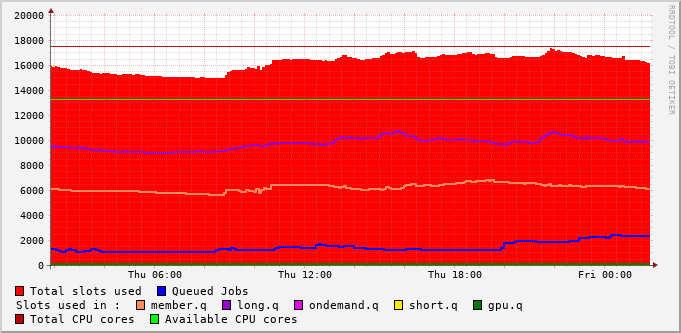 20000
18000
16000
14000
12000
10000
8000
6000
4000
2000
0
Thu 06:00 Thu 12:00 Thu 18:00 Fri 00:00
RRDTOOL / TOBI OETIKER
Total slots used Queued Jobs
Slots used in : member.q long.q ondemand.q short.q gpu.q
Total CPU cores Available CPU cores